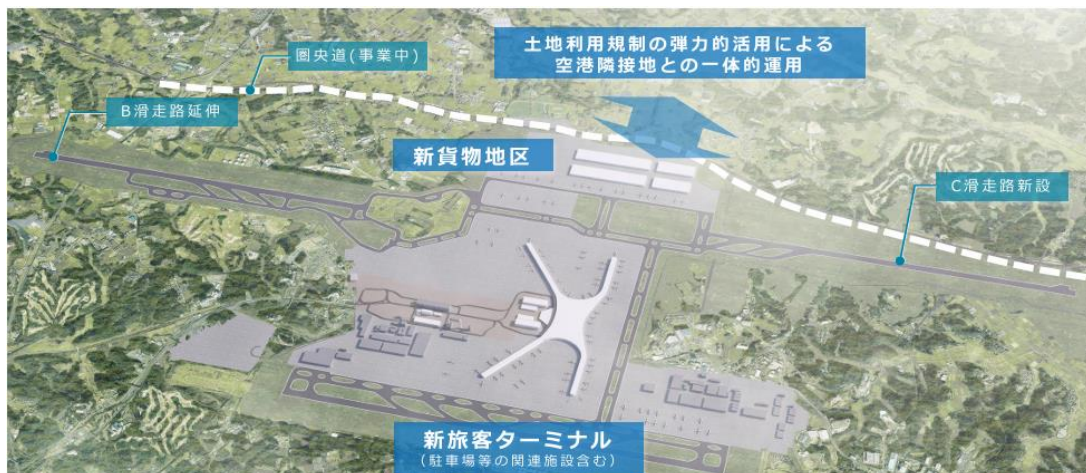 土地利用規制の弾力的活用による
空港隣接地との一体的運用
圏央道(事業中)
B滑走路延伸
新貨物地区
C滑走路新設
新旅客ターミナル
(駐車場等の関連施設含む)